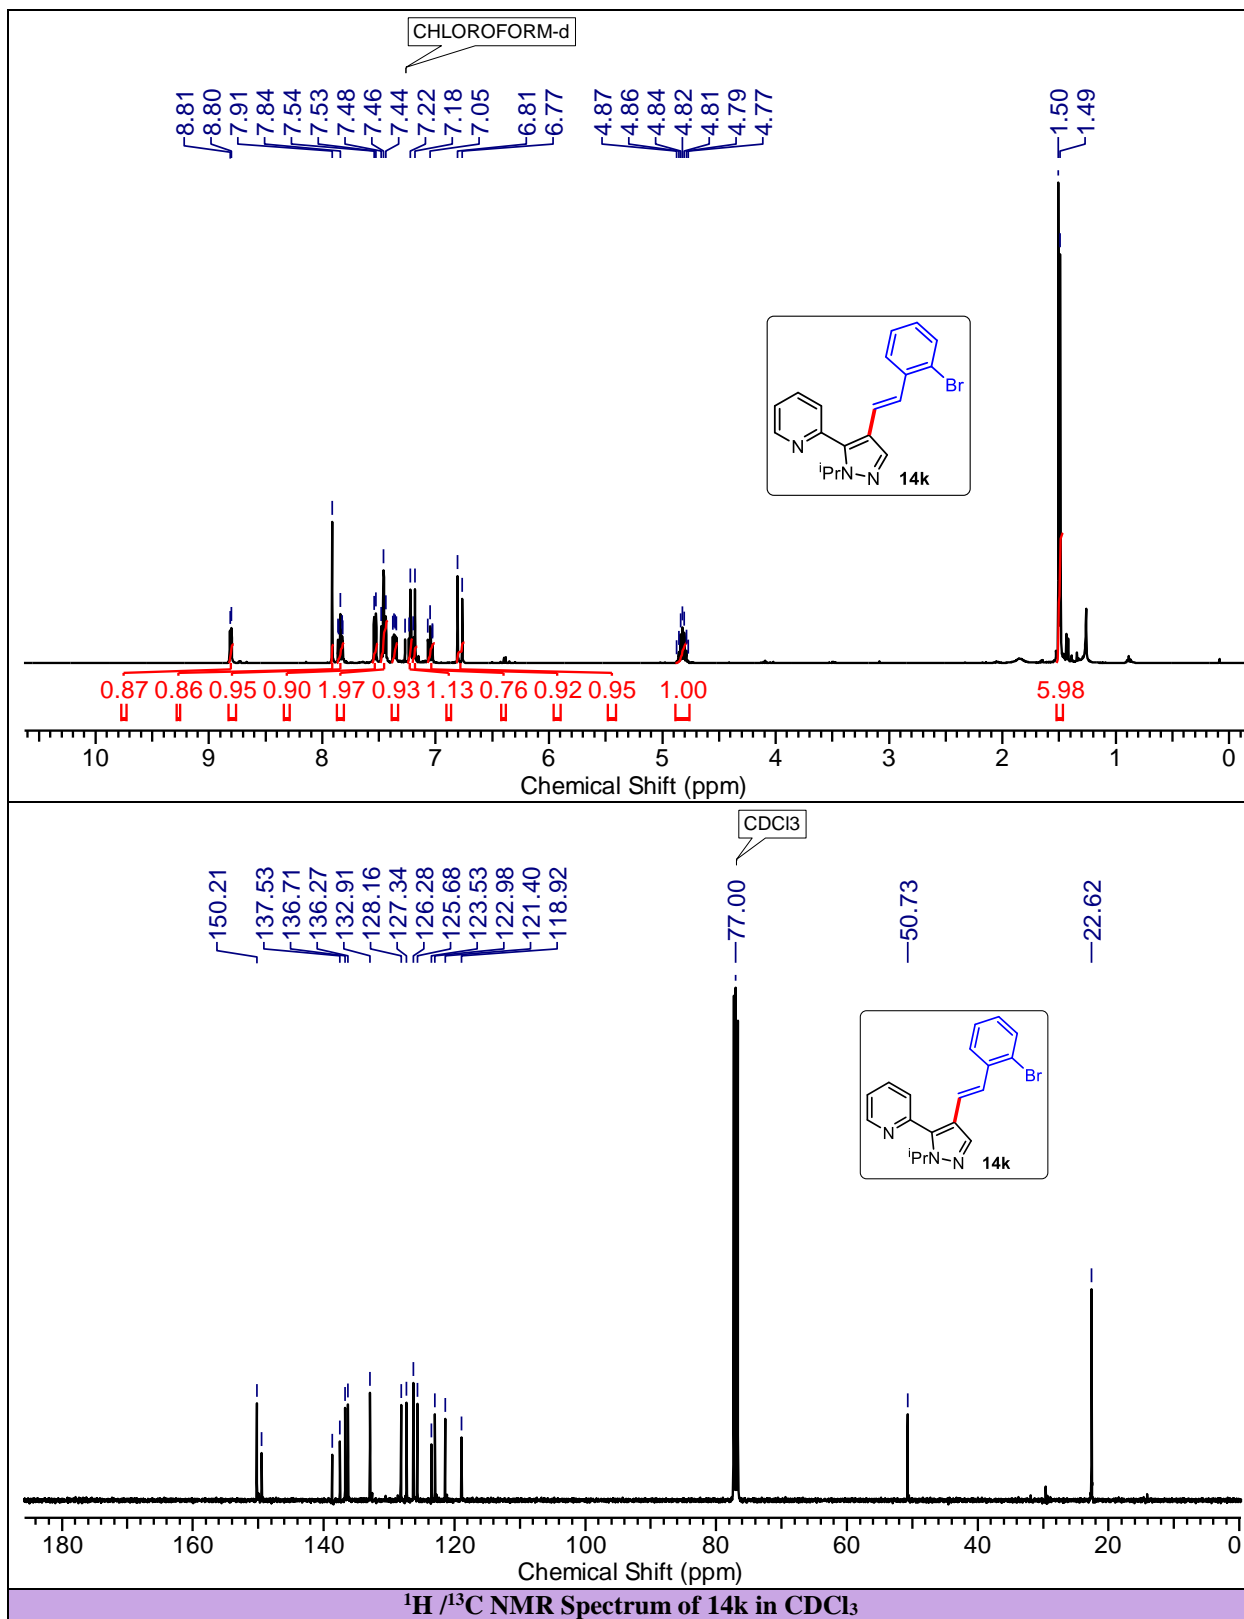 CHLOROFORM-d
8.81
8.80
7.91
7.84
7.54
7.53
7.48
7.46
7.44
7.22
7.18
7.05
6.81
6.77
4.87
4.86
4.84
4.82
4.81
4.79
4.77
1.50
1.49
Br
N
iPrN
N
14k
0.87 0.86 0.95 0.90 1.97 0.93 1.13 0.76 0.92 0.95 1.00 5.98
10 9 8 7 6 5 4 3 2 1 0
Chemical Shift (ppm)
CDCl3
150.21
137.53
136.71
136.27
132.91
128.16
127.34
126.28
125.68
123.53
122.98
121.40
118.92
77.00
50.73
22.62
Br
N
iPrN
N
14k
180 160 140 120 100 80 60 40 20 0
Chemical Shift (ppm)
¹H /¹³C NMR Spectrum of 14k in CDCl₃